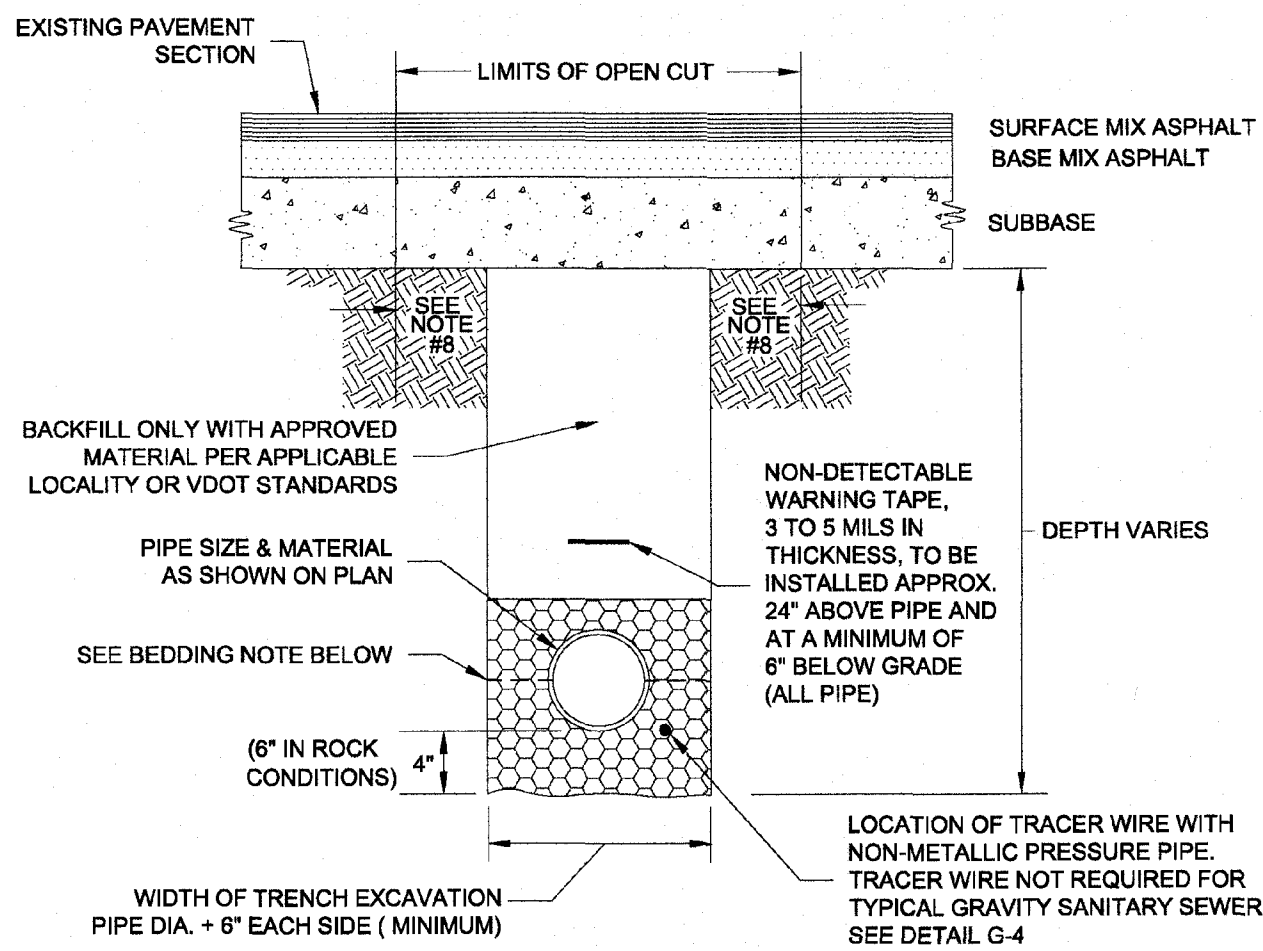 EXISTING PAVEMENT
SECTION
LIMITS OF OPEN CUT
SURFACE MIX ASPHALT
BASE MIX ASPHALT
SUBBASE
SEE
NOTE
#8
SEE
NOTE
#8
BACKFILL ONLY WITH APPROVED
MATERIAL PER APPLICABLE
LOCALITY OR VDOT STANDARDS
NON-DETECTABLE
WARNING TAPE,
3 TO 5 MILS IN
THICKNESS, TO BE
INSTALLED APPROX.
24" ABOVE PIPE AND
AT A MINIMUM OF
6" BELOW GRADE
(ALL PIPE)
DEPTH VARIES
PIPE SIZE & MATERIAL
AS SHOWN ON PLAN
SEE BEDDING NOTE BELOW
(6" IN ROCK
CONDITIONS)
4"
LOCATION OF TRACER WIRE WITH
NON-METALLIC PRESSURE PIPE.
TRACER WIRE NOT REQUIRED FOR
TYPICAL GRAVITY SANITARY SEWER
SEE DETAIL G-4
WIDTH OF TRENCH EXCAVATION
PIPE DIA. + 6" EACH SIDE ( MINIMUM)